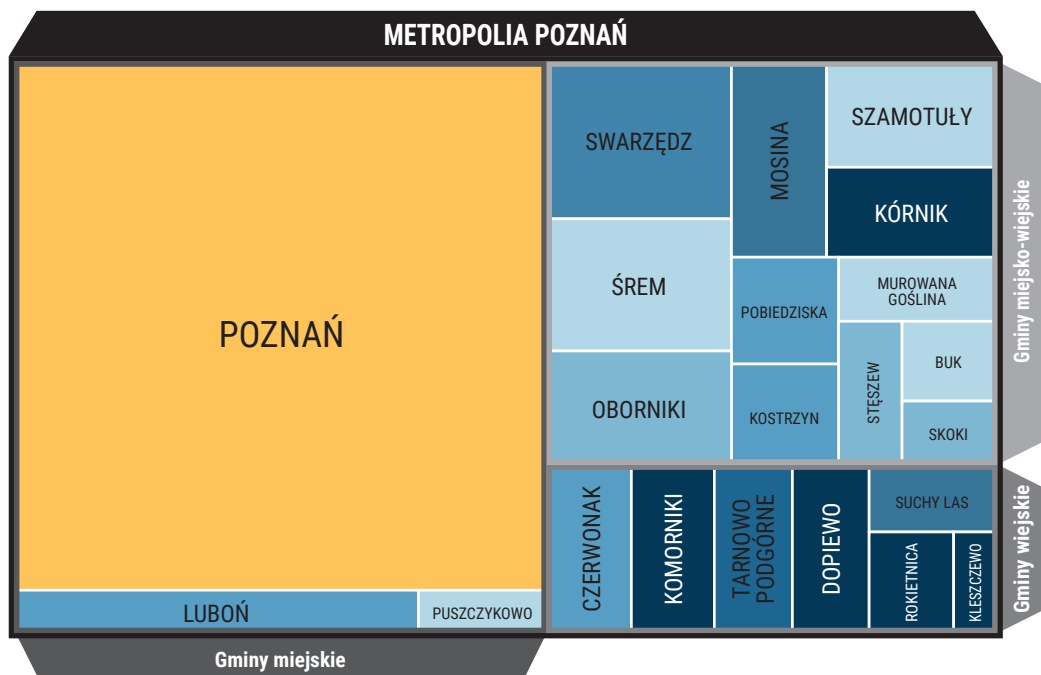 METROPOLIA POZNAŃ
POZNAŃ
LUBOŃ
PUSZCZYKOWO
Gminy miejskie
SWARZĘDZ
MOSINA
SZAMOTUŁY
KÓRNIK
ŚREM
POBIEDZISKA
MUROWANA
GOŚLINA
OBORNIKI
KOSTRZYN
STĘSZEW
BUK
SKOKI
Gminy miejsko-wiejskie
CZERWONAK
KOMORNIKI
TARNOWO
PODGÓRNE
DOPIEWO
SUCHY LAS
ROKIETNICA
KLESZCZEWO
Gminy wiejskie